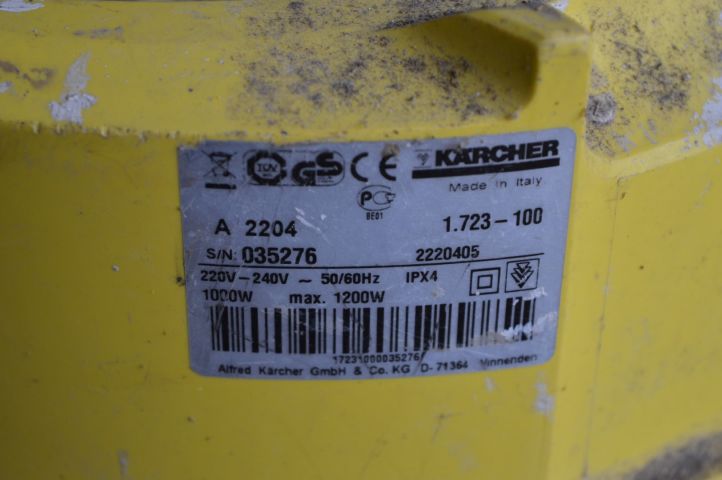 TÜV GS CE KÄRCHER
Made in Italy
PC
BE01
A 2204 1.723-100
S/N: 035276 2220405
220V-240V ~ 50/60Hz IPX4
1000W max. 1200W
17231000035276
Alfred Kärcher GmbH & Co. KG D-71364 Winnenden